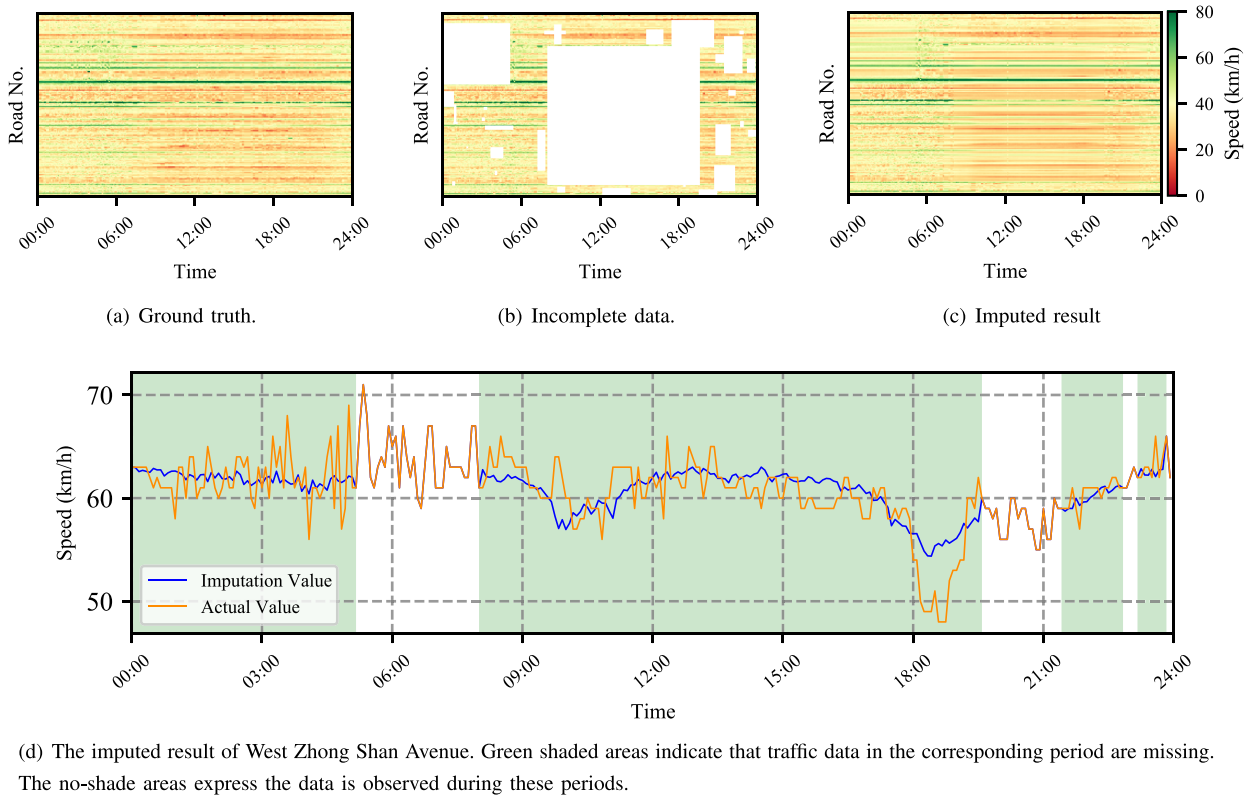 Road No.
00:00
06:00
12:00
18:00
24:00
Time
(a) Ground truth.
Road No.
00:00
06:00
12:00
18:00
24:00
Time
(b) Incomplete data.
Road No.
00:00
06:00
12:00
18:00
24:00
Time
(c) Imputed result
80
60
40
20
0
Speed (km/h)
70
60
50
Speed (km/h)
Imputation Value
Actual Value
00:00
03:00
06:00
09:00
12:00
15:00
18:00
21:00
24:00
Time
(d) The imputed result of West Zhong Shan Avenue. Green shaded areas indicate that traffic data in the corresponding period are missing.
The no-shade areas express the data is observed during these periods.